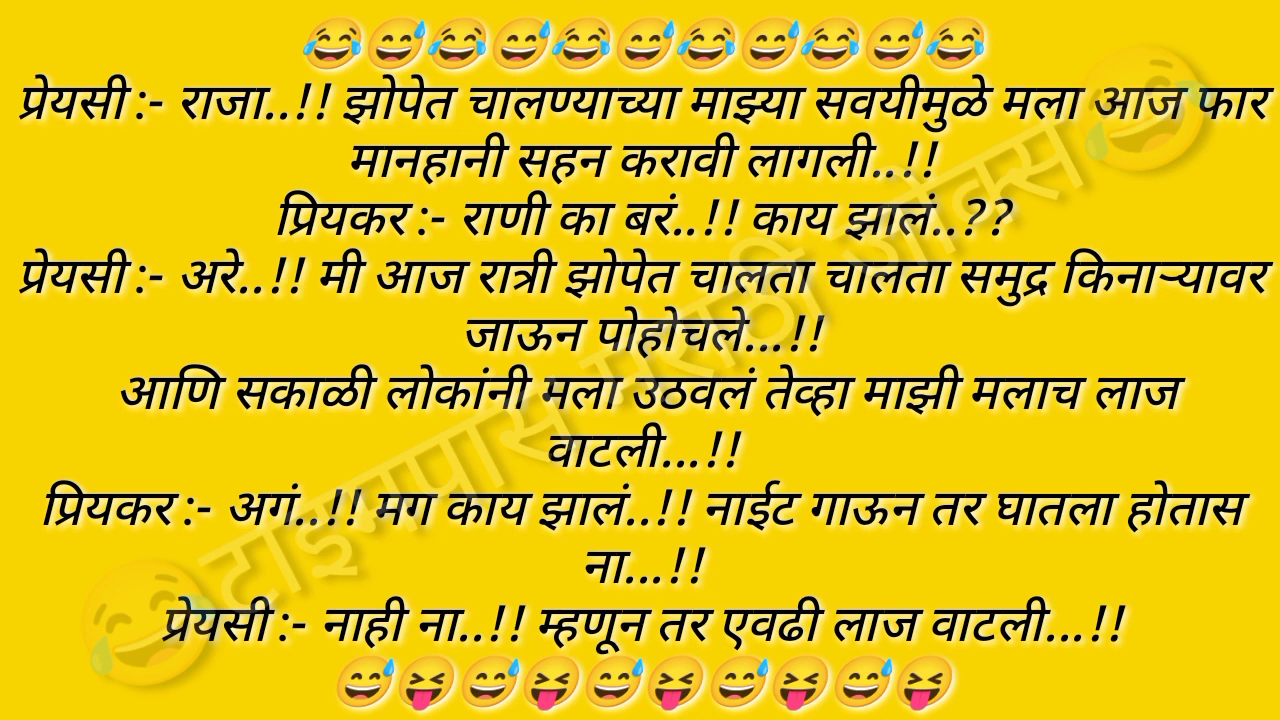 😂😅😂😅😂😅😂😅😂😅😂
प्रेयसी :- राजा..!! झोपेत चालण्याच्या माझ्या सवयीमुळे मला आज फार
मानहानी सहन करावी लागली..!!
प्रियकर :- राणी का बरं..!! काय झालं..??
प्रेयसी :- अरे..!! मी आज रात्री झोपेत चालता चालता समुद्र किनाऱ्यावर
जाऊन पोहोचले...!!
आणि सकाळी लोकांनी मला उठवलं तेव्हा माझी मलाच लाज
वाटली...!!
प्रियकर :- अगं..!! मग काय झालं..!! नाईट गाऊन तर घातला होतास
ना...!!
प्रेयसी :- नाही ना..!! म्हणून तर एवढी लाज वाटली...!!
😅😝😅😝😅😝😅😝😅😝
😂टाइमपास मराठी जोक्स😂